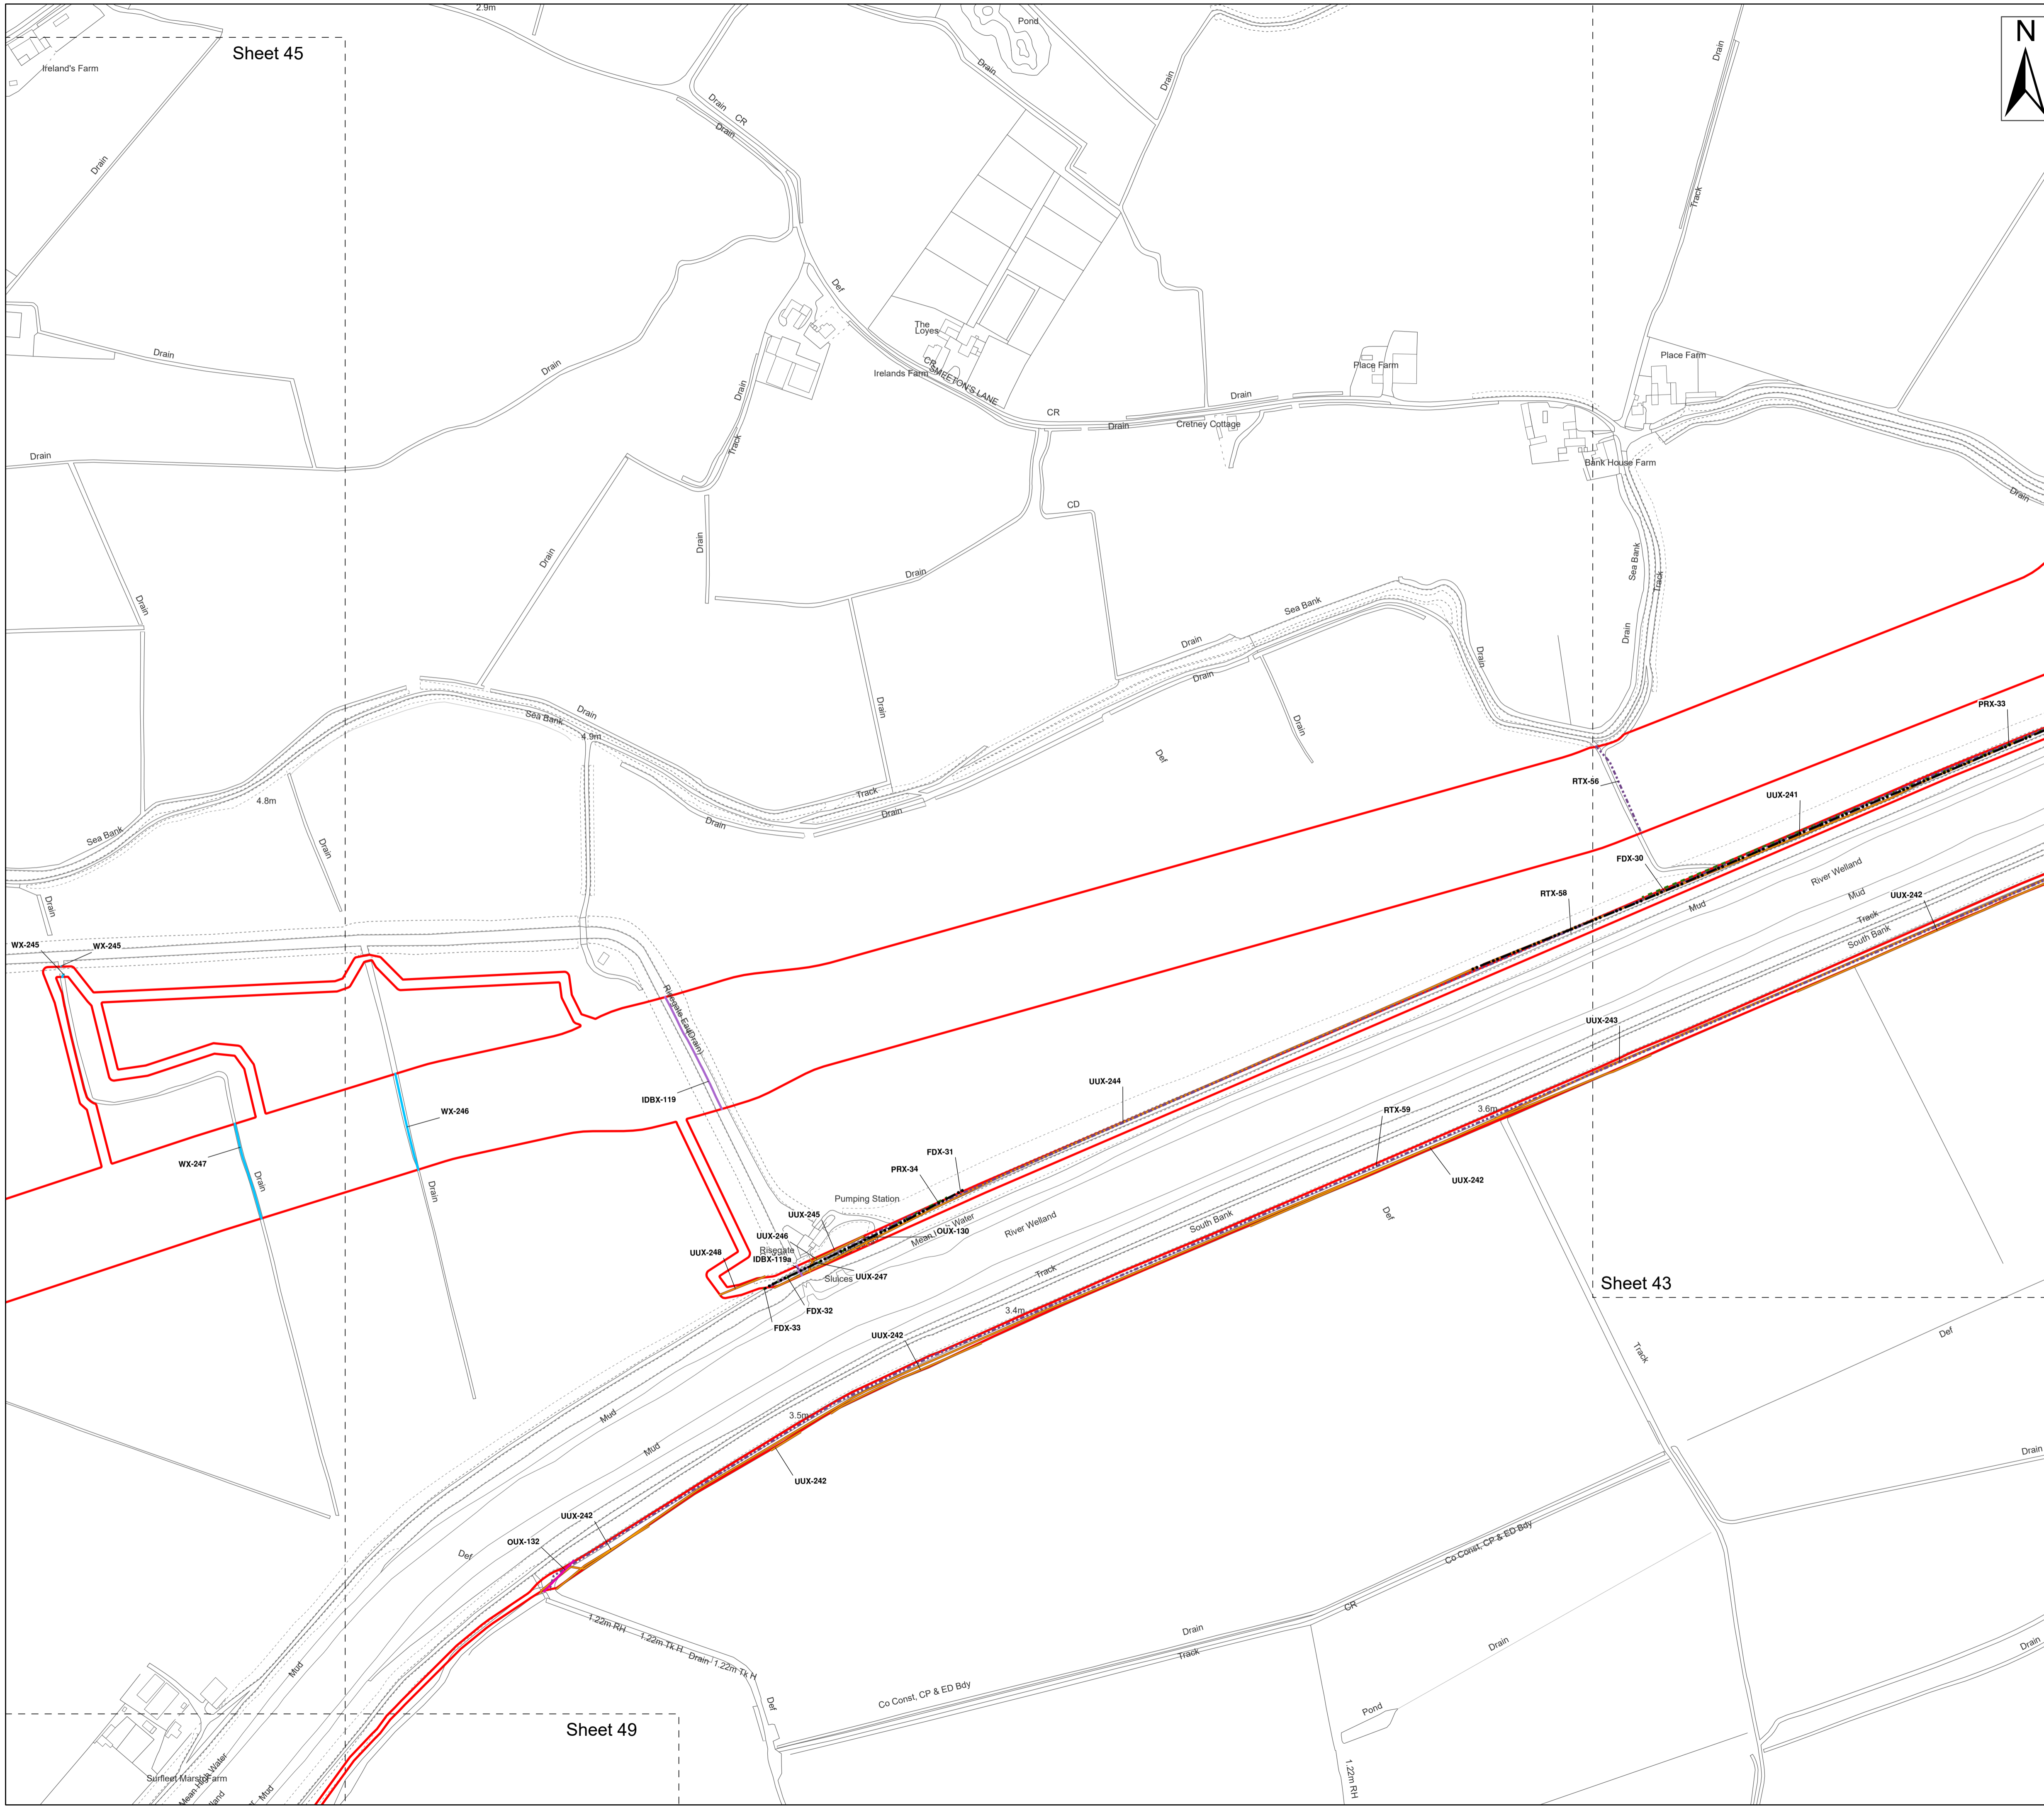 2.9m
Pond
N
Sheet 45
Ireland's Farm
Drain
Drain
Drain
Drain
Drain
CR
Drain
Drain
Track
Def
The
Loyes
Irelands Farm
CR
SMEETON'S LANE
Place Farm
Place Farm
Drain
Drain
Drain
Track
CR
Drain
Drain
Cretney Cottage
Bank House Farm
Drain
Drain
CD
Drain
Drain
Drain
Drain
Sea Bank
Track
Drain
Sea Bank
Drain
Drain
Drain
Drain
Drain
Sea Bank
Drain
4.9m
Def
PRX-33
RTX-56
Track
Drain
Drain
UUX-241
4.8m
Sea Bank
Drain
FDX-30
River Welland
Mud
Mud
RTX-58
UUX-242
Track
South Bank
Drain
WX-245
WX-245
Risegate Eau
(Drain)
UUX-243
IDBX-119
UUX-244
WX-246
RTX-59
3.6m
WX-247
Drain
Drain
FDX-31
PRX-34
UUX-242
Pumping Station
UUX-245
Water
River Welland
South Bank
Def
OUX-130
UUX-246
UUX-248
Risegate
IDBX-119a
UUX-247
Sluices
Track
Sheet 43
FDX-32
FDX-33
3.4m
UUX-242
Def
Track
3.5m
Mud
Mud
UUX-242
Drain
UUX-242
OUX-132
Def
Co Const, CP & ED Bdy
1.22m RH
1.22m Tk H
Drain
1.22m Tk H
CR
Drain
Track
Drain
Drain
Mud
Def
Co Const, CP & ED Bdy
Pond
Sheet 49
1.22m RH
Surfleet Marsh Farm
Mean High Water
Mud